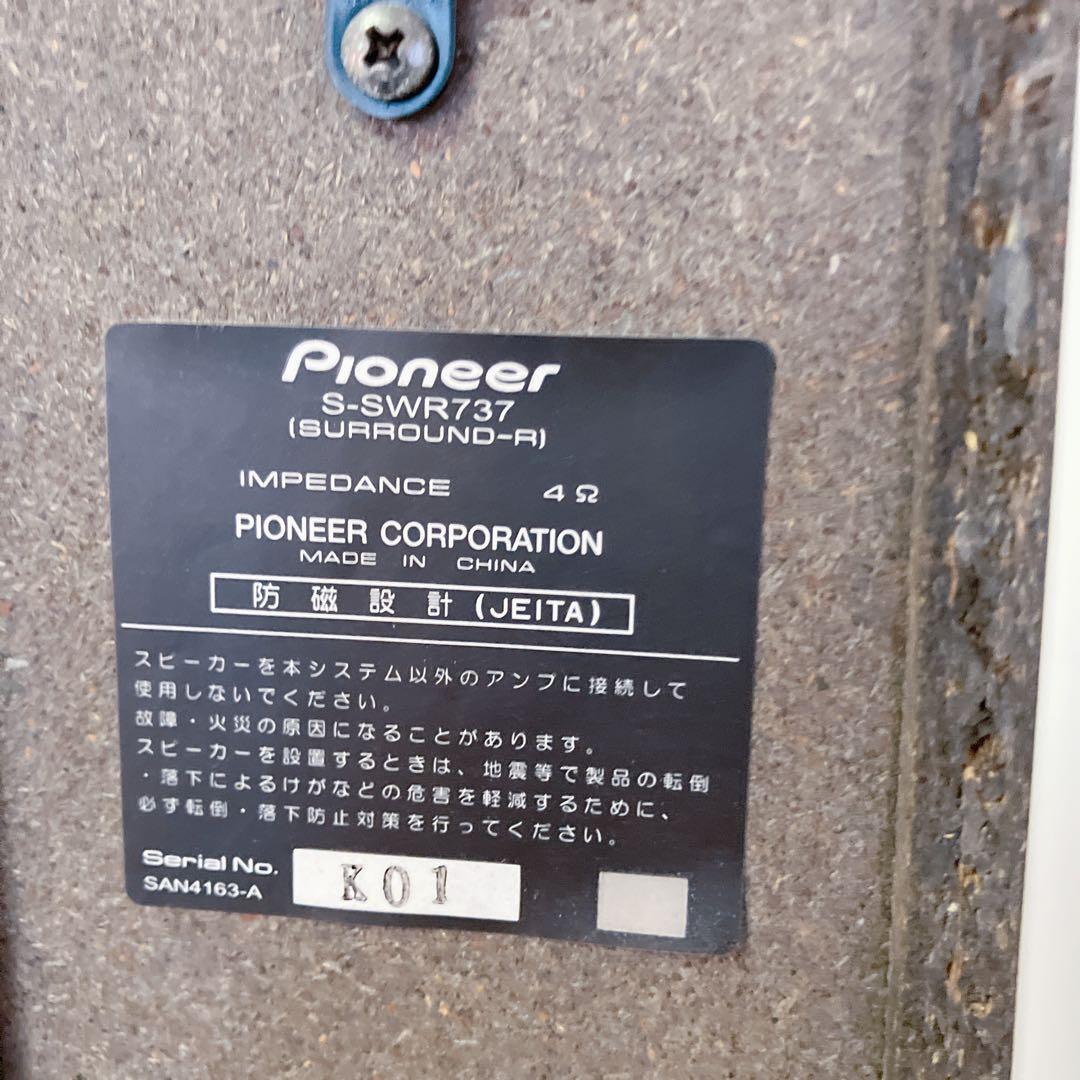 Pioneer
S-SWR737
(SURROUND-R)
IMPEDANCE 4Ω
PIONEER CORPORATION
MADE IN CHINA
防磁設計(JEITA)
スピーカーを本システム以外のアンプに接続して
使用しないでください。
故障・火災の原因になることがあります。
スピーカーを設置するときは、地震等で製品の転倒
・落下によるけがなどの危害を軽減するために、
必ず転倒・落下防止対策を行ってください。
Serial No. K01
SAN4163-A